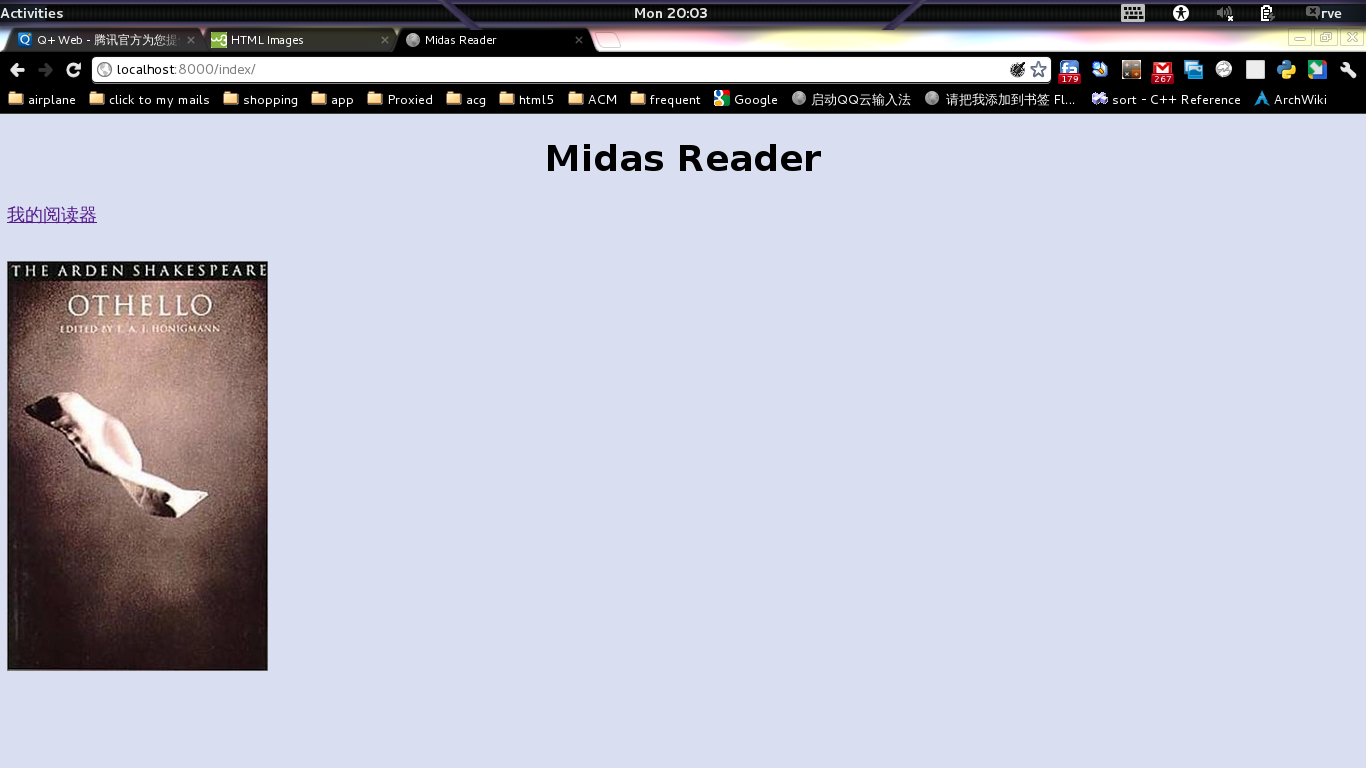 Activities
Mon 20:03
rve
Q+ Web - 腾讯官方为您提
HTML Images
Midas Reader
localhost:8000/index/
179
267
airplane
click to my mails
shopping
app
Proxied
acg
html5
ACM
frequent
Google
启动QQ云输入法
请把我添加到书签 Fl...
sort - C++ Reference
ArchWiki
Midas Reader
我的阅读器
THE ARDEN SHAKESPEARE
OTHELLO
EDITED BY E. A. J. HONIGMANN